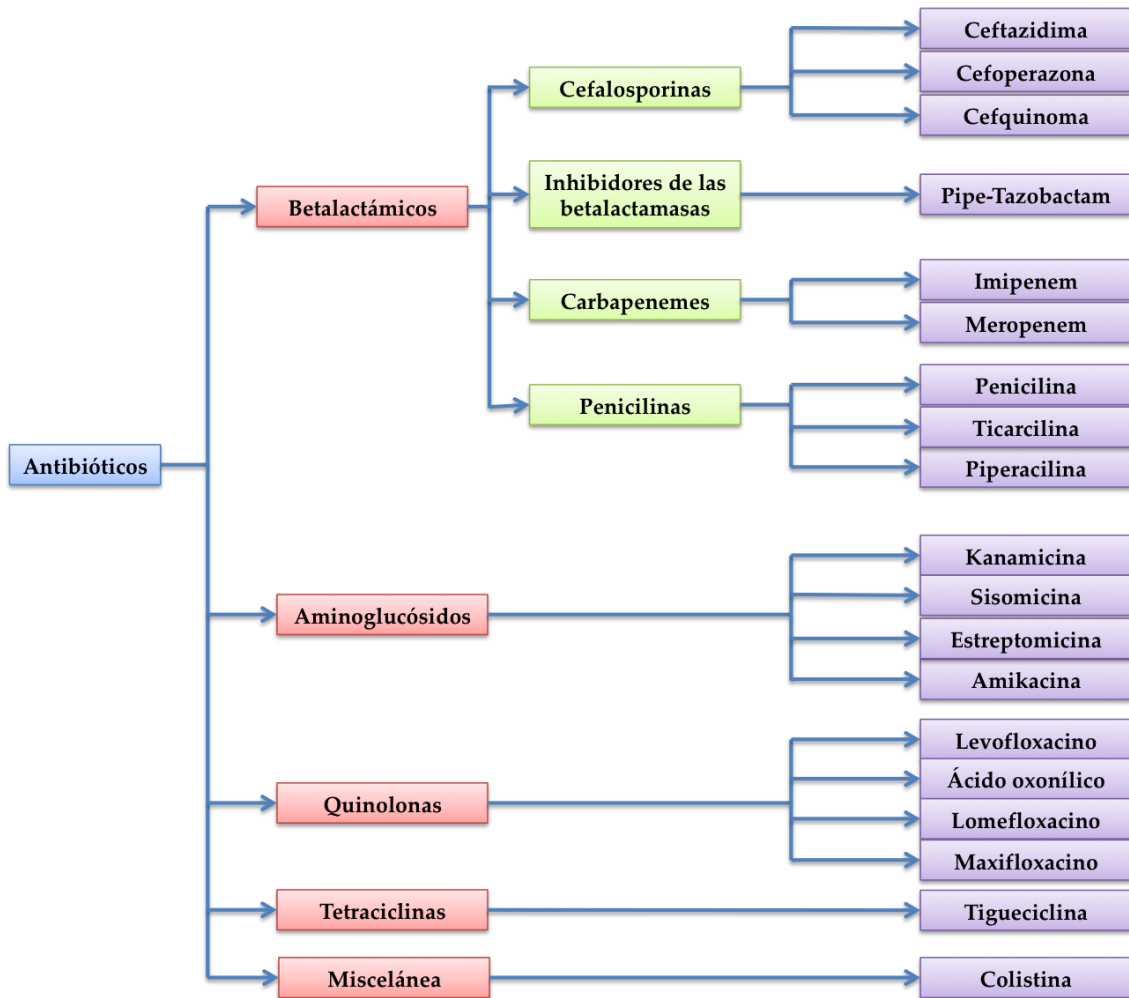 Ceftazidima
Cefoperazona
Cefalosporinas
Cefquinoma
Inhibidores de las
betalactamasas
Pipe-Tazobactam
Betalactámicos
Imipenem
Carbapenemes
Meropenem
Penicilina
Penicilinas
Ticarcilina
Piperacilina
Antibióticos
Kanamicina
Sisomicina
Aminoglucósidos
Estreptomicina
Amikacina
Levofloxacino
Ácido oxonílico
Quinolonas
Lomefloxacino
Maxifloxacino
Tetraciclinas
Tigueciclina
Miscelánea
Colistina